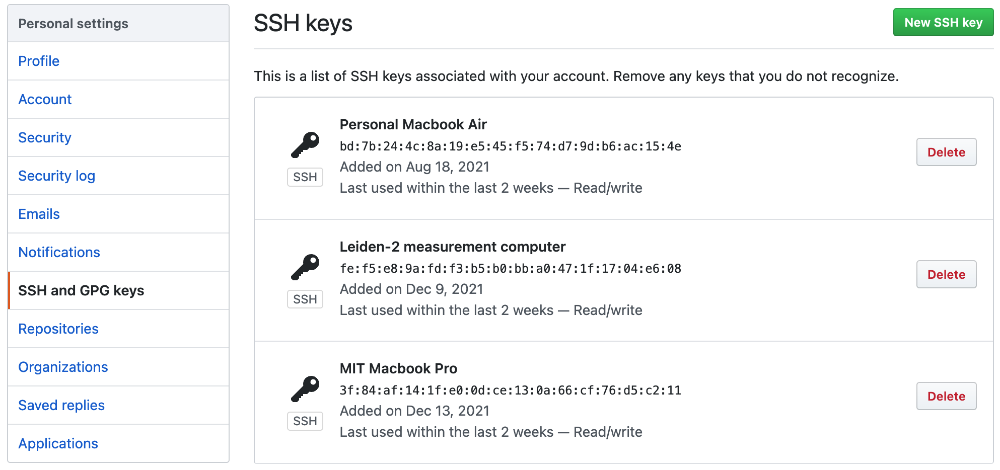 Personal settings
Profile
Account
Security
Security log
Emails
Notifications
SSH and GPG keys
Repositories
Organizations
Saved replies
Applications
SSH keys
New SSH key
This is a list of SSH keys associated with your account. Remove any keys that you do not recognize.
SSH
Personal Macbook Air
bd:7b:24:4c:8a:19:e5:45:f5:74:d7:9d:b6:ac:15:4e
Added on Aug 18, 2021
Last used within the last 2 weeks — Read/write
Delete
SSH
Leiden-2 measurement computer
fe:f5:e8:9a:fd:f3:b5:b0:bb:a0:47:1f:17:04:e6:08
Added on Dec 9, 2021
Last used within the last 2 weeks — Read/write
Delete
SSH
MIT Macbook Pro
3f:84:af:14:1f:e0:0d:ce:13:0a:66:cf:76:d5:c2:11
Added on Dec 13, 2021
Last used within the last 2 weeks — Read/write
Delete